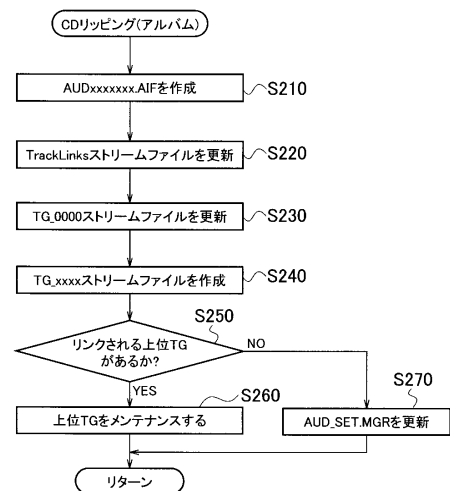 CDリッピング(アルバム)
AUDxxxxxxx.AIFを作成
S210
TrackLinksストリームファイルを更新
S220
TG_0000ストリームファイルを更新
S230
TG_xxxxストリームファイルを作成
S240
S250
リンクされる上位TG
があるか?
NO
YES
S260
S270
上位TGをメンテナンスする
AUD_SET.MGRを更新
リターン